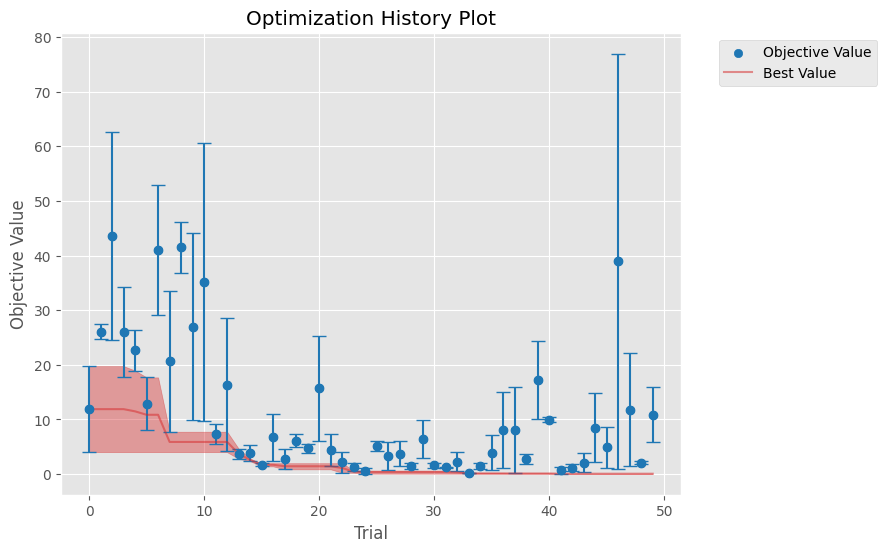 Optimization History Plot
Objective Value
Best Value
Objective Value
80
70
60
50
40
30
20
10
0
0 10 20 30 40 50
Trial